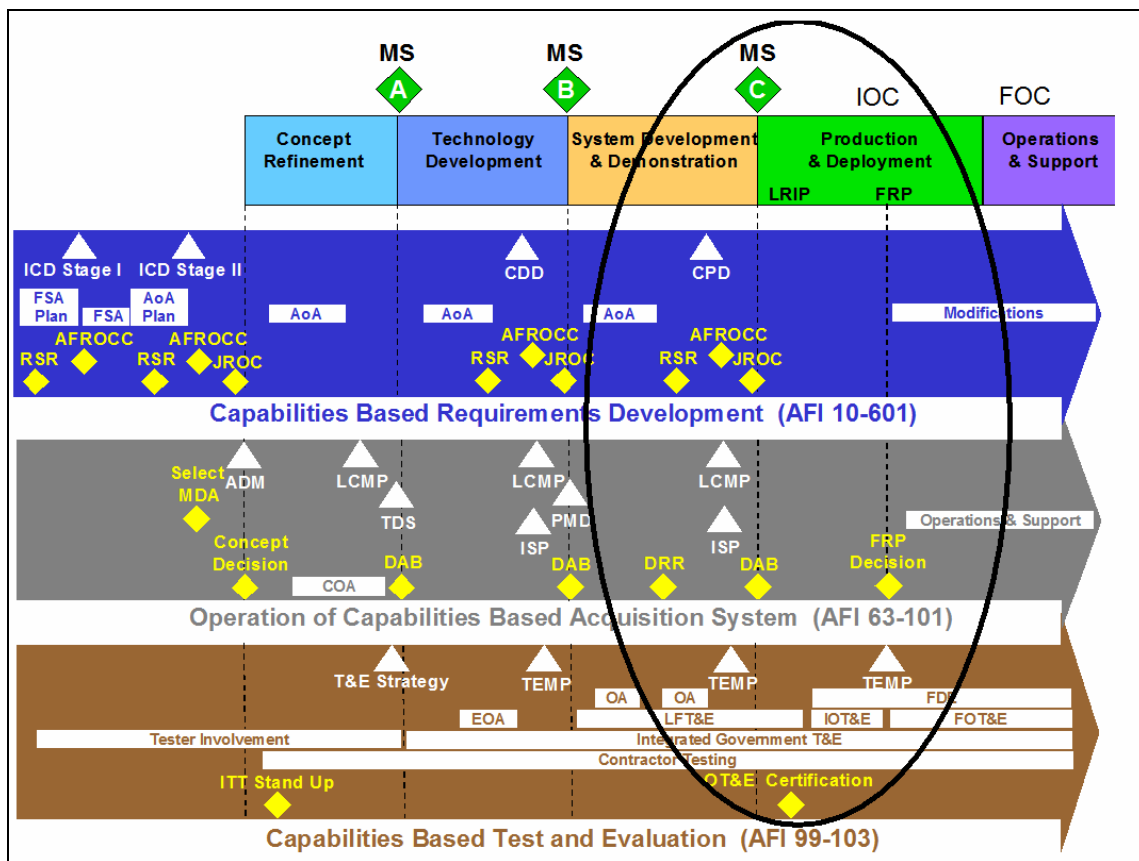 MS MS MS
A B C IOC FOC
Concept Technology System Development Production Operations
Refinement Development & Demonstration & Deployment & Support
LRIP FRP
ICD Stage I ICD Stage II CDD CPD
FSA Plan FSA AoA Plan AoA AoA AoA Modifications
AFROCC AFROCC AFROCC AFROCC
RSR RSR JROC RSR JROC RSR JROC
Capabilities Based Requirements Development (AFI 10-601)
Select MDA ADM LCMP LCMP LCMP
TDS PMD
ISP ISP Operations & Support
Concept Decision DAB DAB DRR DAB FRP Decision
COA
Operation of Capabilities Based Acquisition System (AFI 63-101)
T&E Strategy TEMP TEMP TEMP
OA OA FDE
EOA LFT&E IOT&E FOT&E
Tester Involvement Integrated Government T&E
Contractor Testing
ITT Stand Up OT&E Certification
Capabilities Based Test and Evaluation (AFI 99-103)